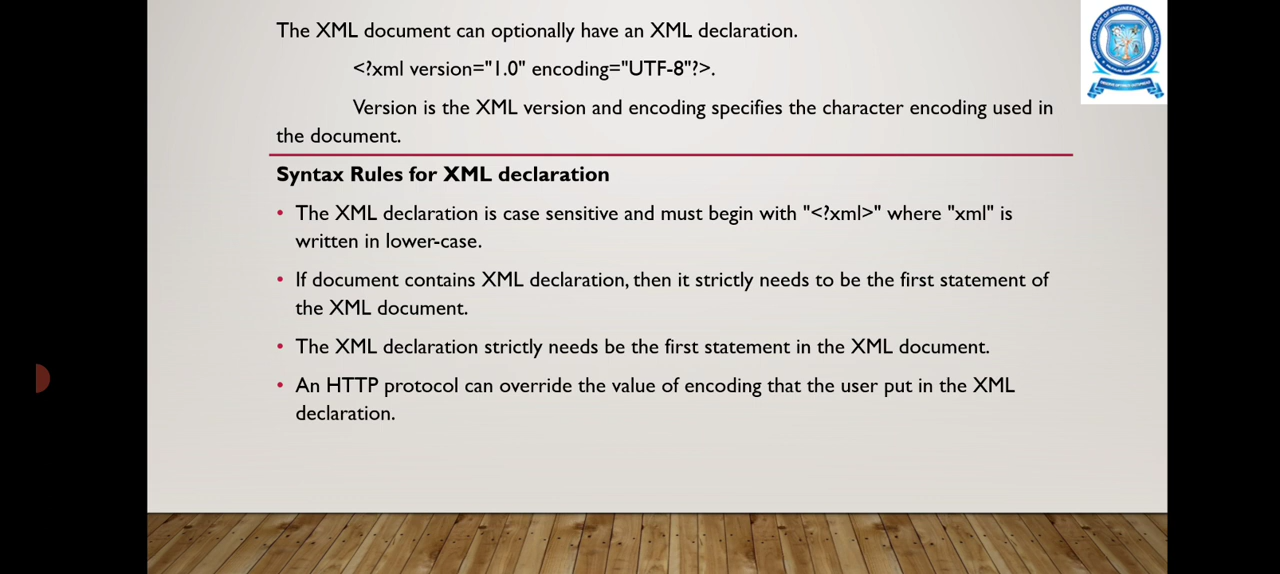 The XML document can optionally have an XML declaration.
<?xml version="1.0" encoding="UTF-8"?>.
Version is the XML version and encoding specifies the character encoding used in
the document.
Syntax Rules for XML declaration
• The XML declaration is case sensitive and must begin with "<?xml>" where "xml" is
written in lower-case.
• If document contains XML declaration, then it strictly needs to be the first statement of
the XML document.
• The XML declaration strictly needs be the first statement in the XML document.
• An HTTP protocol can override the value of encoding that the user put in the XML
declaration.
COLLEGE OF ENGINEERING AND TECHNOLOGY